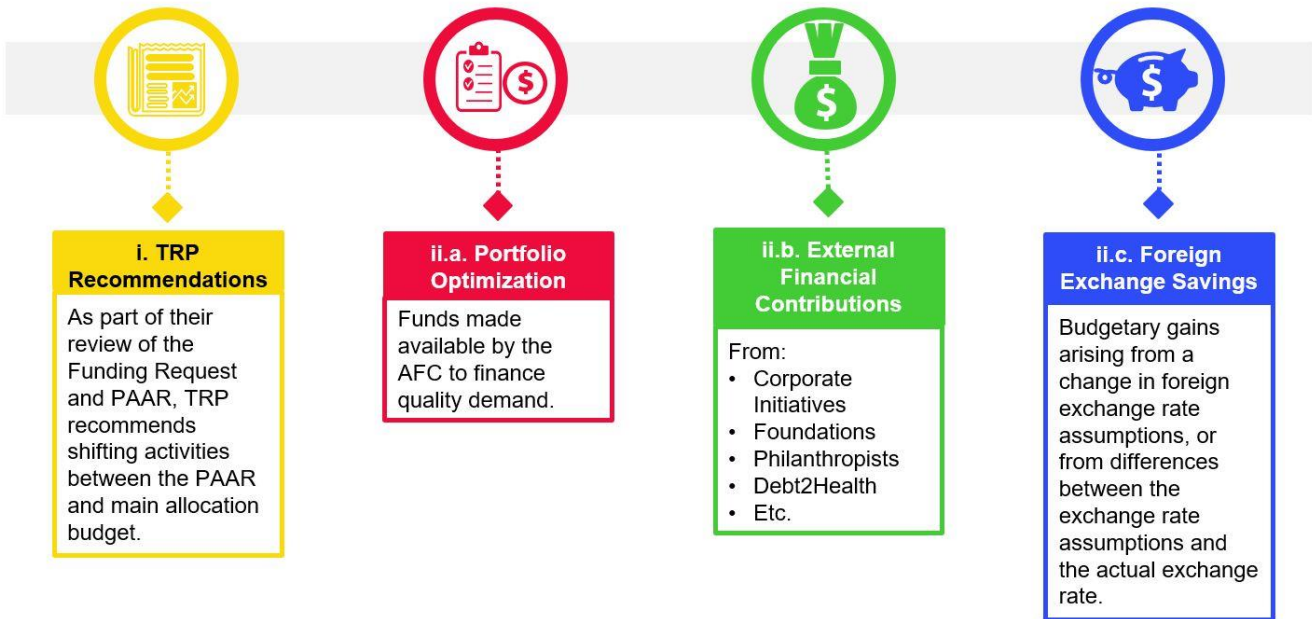 i. TRP
Recommendations
As part of their
review of the
Funding Request
and PAAR, TRP
recommends
shifting activities
between the PAAR
and main allocation
budget.
ii.a. Portfolio
Optimization
Funds made
available by the
AFC to finance
quality demand.
ii.b. External
Financial
Contributions
From:
• Corporate
Initiatives
• Foundations
• Philanthropists
• Debt2Health
• Etc.
ii.c. Foreign
Exchange Savings
Budgetary gains
arising from a
change in foreign
exchange rate
assumptions, or
from differences
between the
exchange rate
assumptions and
the actual exchange
rate.